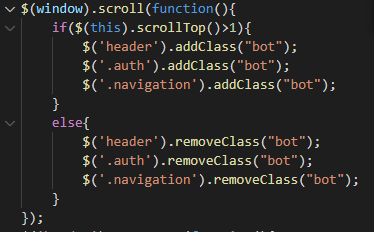 $(window).scroll(function(){
if($(this).scrollTop()>1){
$('header').addClass("bot");
$('.auth').addClass("bot");
$('.navigation').addClass("bot");
}
else{
$('header').removeClass("bot");
$('.auth').removeClass("bot");
$('.navigation').removeClass("bot");
}
});